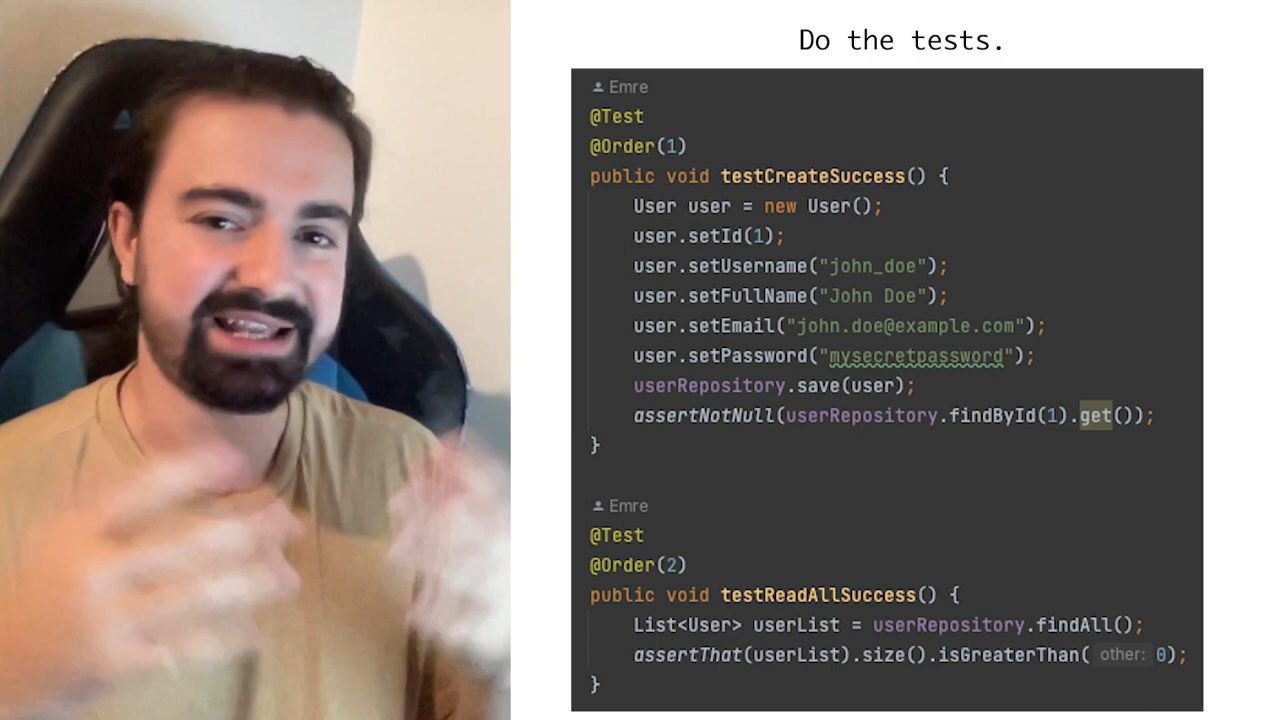 Do the tests.
Emre
@Test
@Order(1)
public void testCreateSuccess() {
User user = new User();
user.setId(1);
user.setUsername("john_doe");
user.setFullName("John Doe");
user.setEmail("john.doe@example.com");
user.setPassword("mysecretpassword");
userRepository.save(user);
assertNotNull(userRepository.findById(1).get());
}
Emre
@Test
@Order(2)
public void testReadAllSuccess() {
List<User> userList = userRepository.findAll();
assertThat(userList).size().isGreaterThan( other: 0);
}